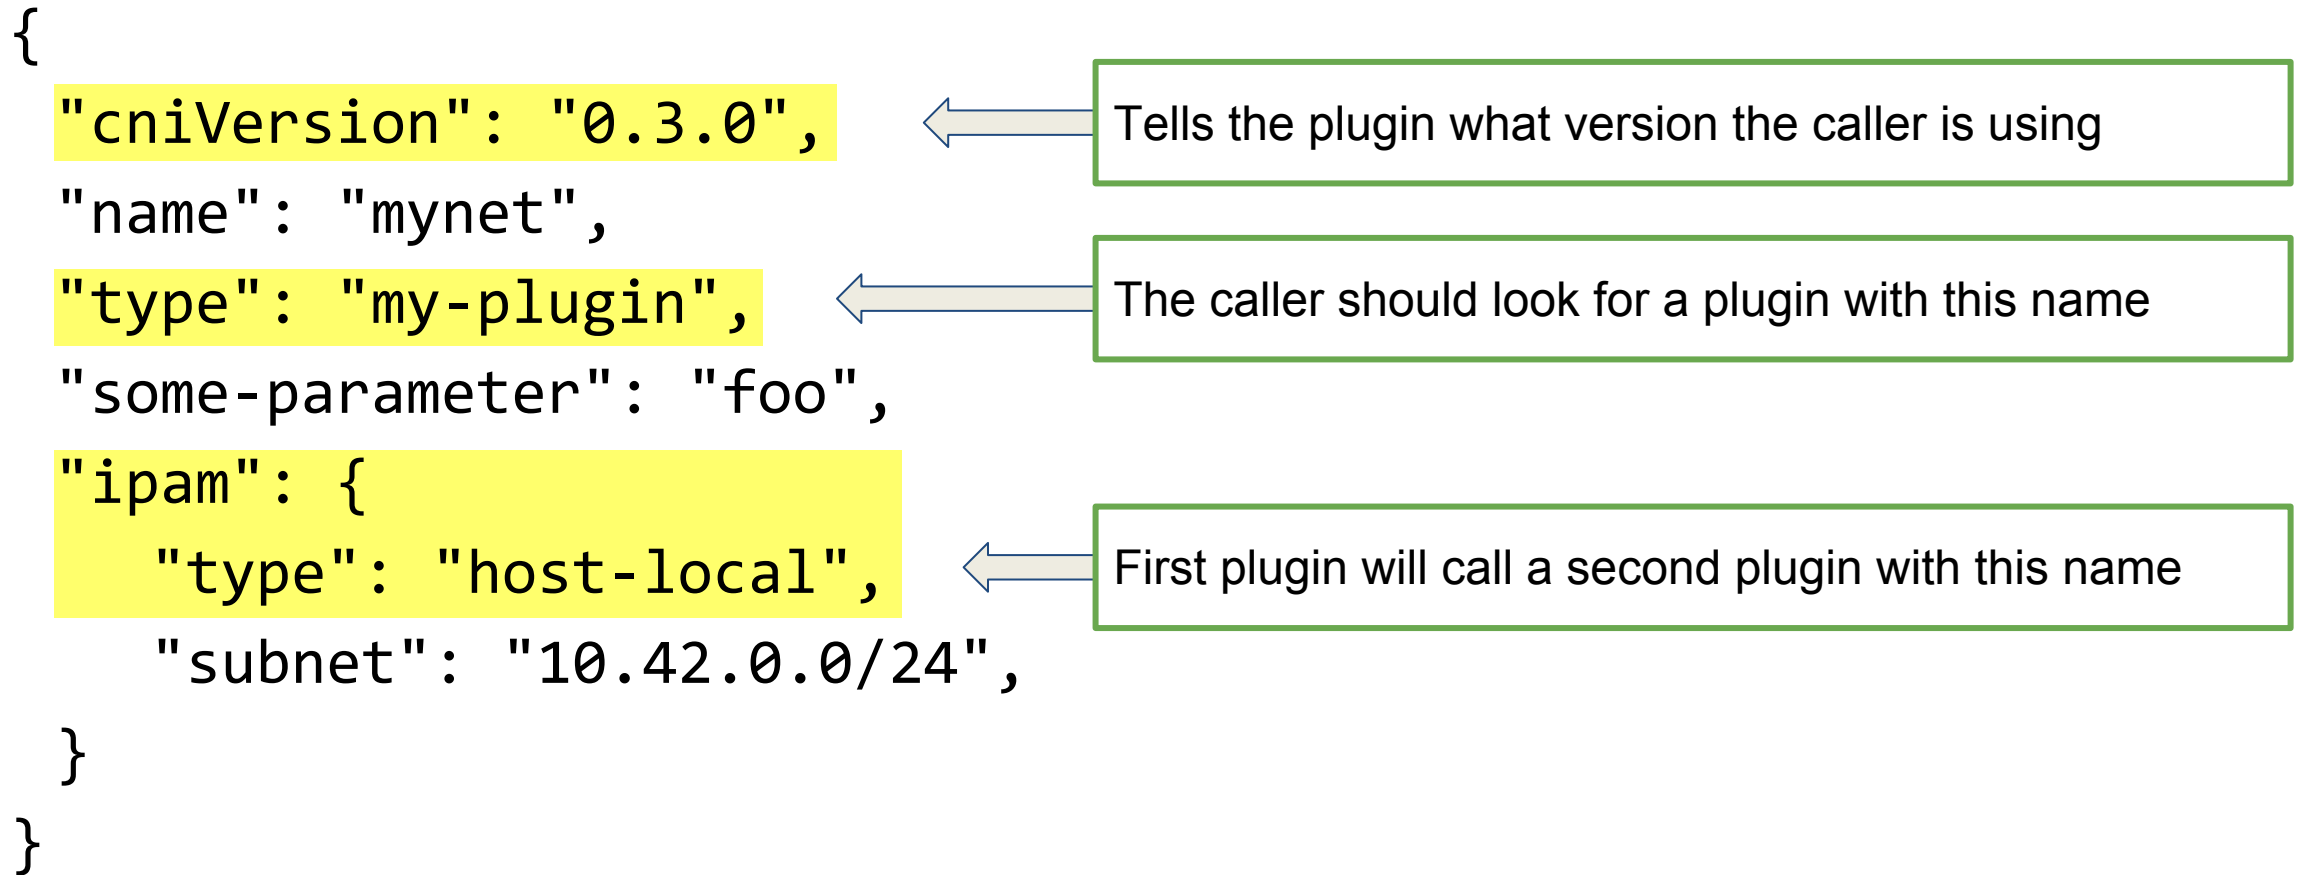 {
"cniVersion": "0.3.0",
Tells the plugin what version the caller is using
"name": "mynet",
"type": "my-plugin",
The caller should look for a plugin with this name
"some-parameter": "foo",
"ipam": {
"type": "host-local",
First plugin will call a second plugin with this name
"subnet": "10.42.0.0/24",
}
}